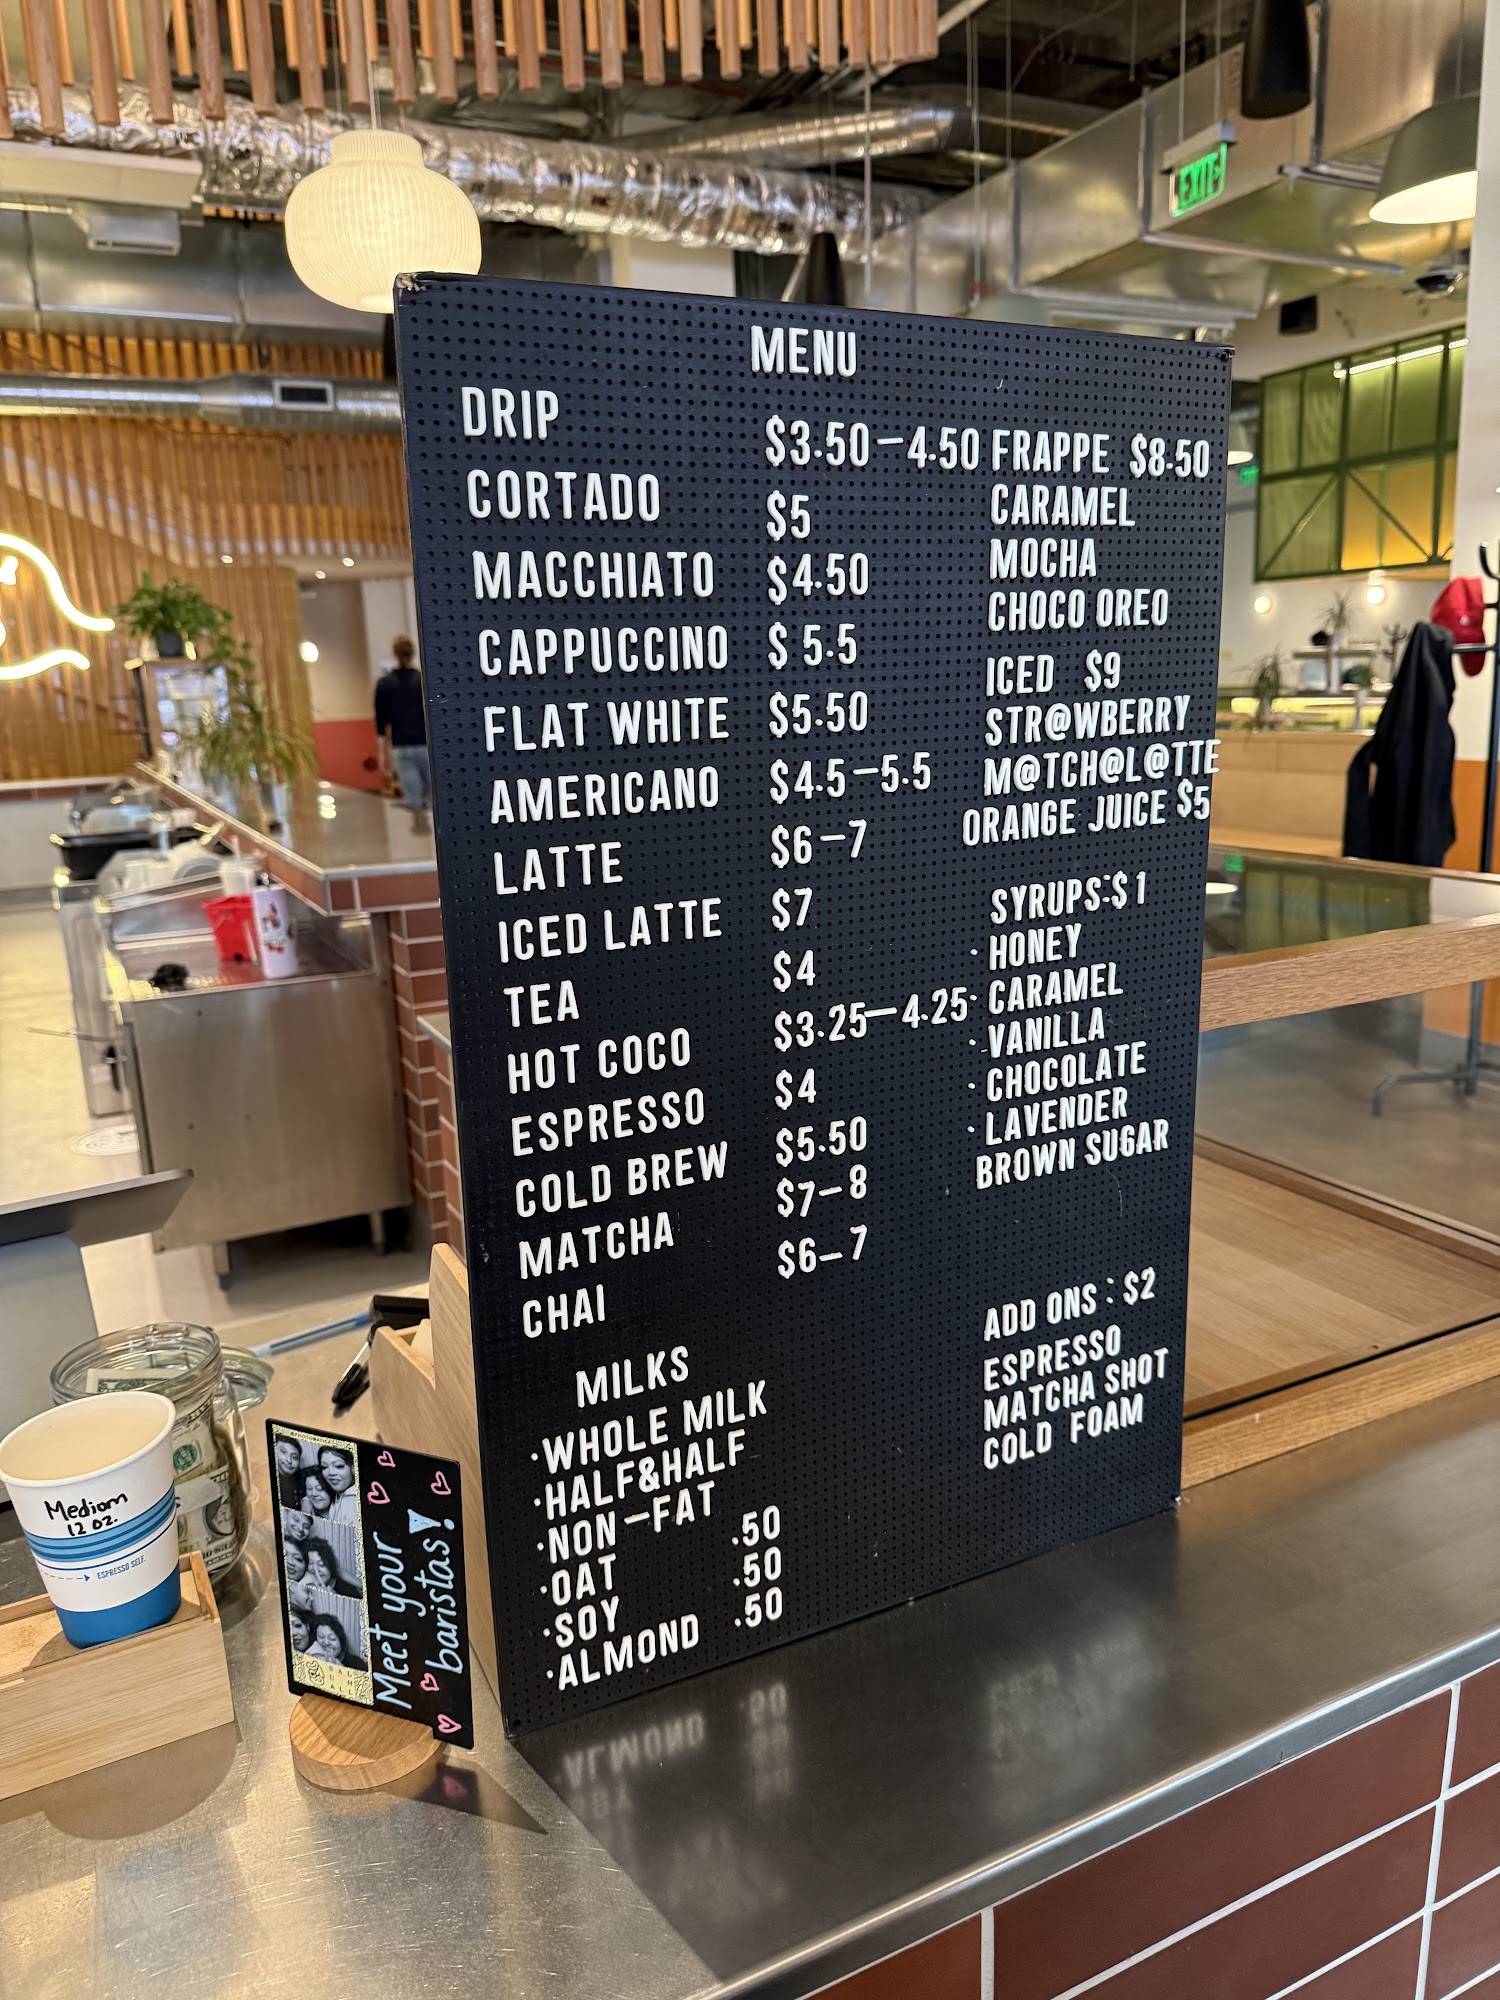 EXIT
MENU
DRIP $3.50-4.50
CORTADO $5
MACCHIATO $4.50
CAPPUCCINO $5.5
FLAT WHITE $5.50
AMERICANO $4.5-5.5
LATTE $6-7
ICED LATTE $7
TEA $4
HOT COCO $3.25-4.25
ESPRESSO $4
COLD BREW $5.50
MATCHA $7-8
CHAI $6-7
MILKS
·WHOLE MILK
·HALF&HALF
·NON-FAT
·OAT .50
·SOY .50
·ALMOND .50
FRAPPE $8.50
CARAMEL
MOCHA
CHOCO OREO
ICED $9
STR@WBERRY
M@TCH@L@TTE
ORANGE JUICE $5
SYRUPS:$1
· HONEY
· CARAMEL
· VANILLA
· CHOCOLATE
· LAVENDER
BROWN SUGAR
ADD ONS : $2
ESPRESSO
MATCHA SHOT
COLD FOAM
Medium
12 oz.
ESPRESSO SELF.
Meet your
baristas!